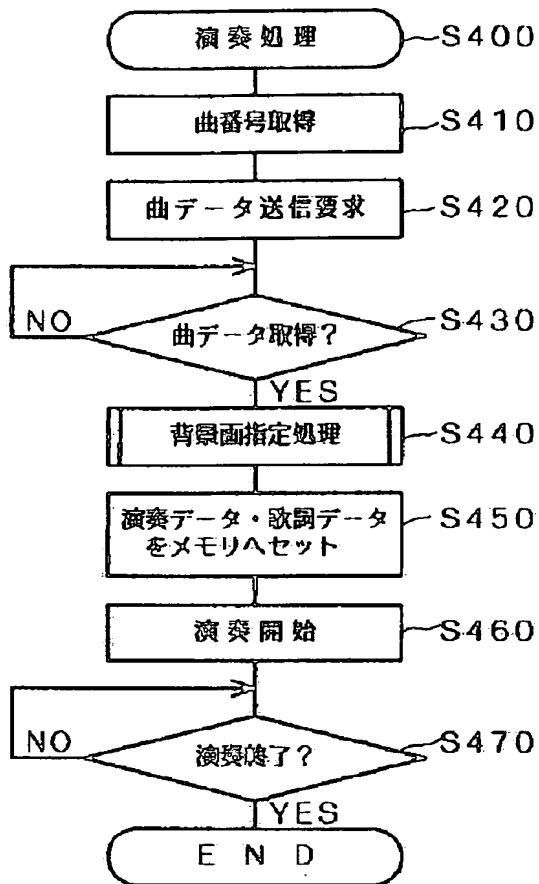 演奏処理 S400
曲番号取得 S410
曲データ送信要求 S420
NO 曲データ取得? S430
YES
背景画指定処理 S440
演奏データ・歌詞データ S450
をメモリへセット
演奏開始 S460
NO 演奏終了? S470
YES
END